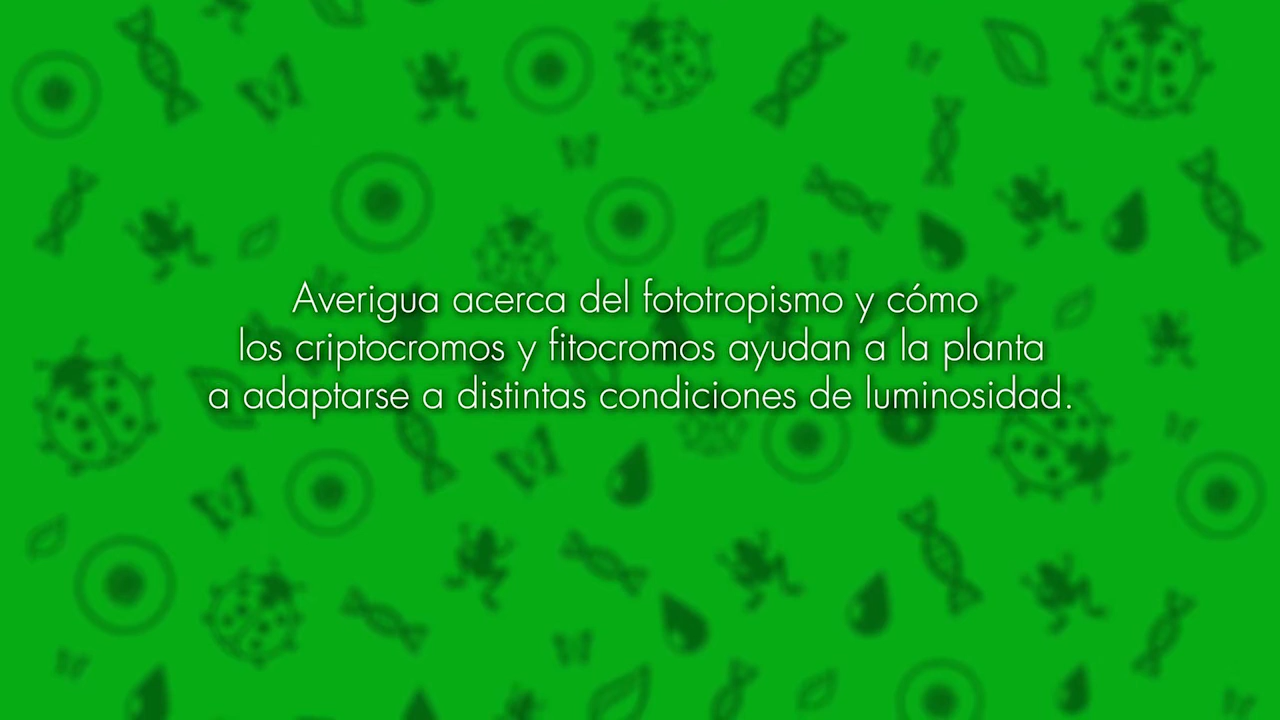 Averigua acerca del fototropismo y cómo
los criptocromos y fitocromos ayudan a la planta
a adaptarse a distintas condiciones de luminosidad.